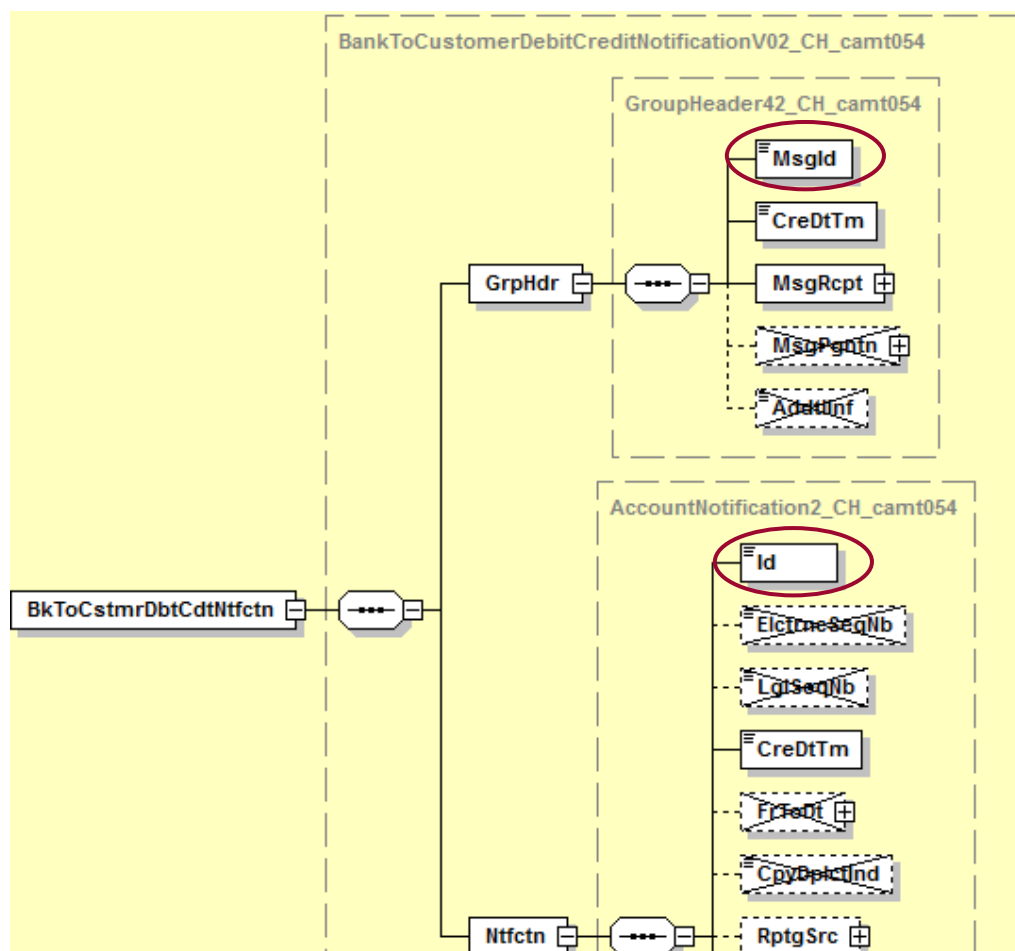 BankToCustomerDebitCreditNotificationV02_CH_camt054
GroupHeader42_CH_camt054
MsgId
CreDtTm
GrpHdr
MsgRcpt
MsgPgntn
AddtlInf
AccountNotification2_CH_camt054
Id
BkToCstmrDbtCdtNtfctn
ElctrncSeqNb
LglSeqNb
CreDtTm
FrToDt
CpyDplctInd
Ntfctn
RptgSrc